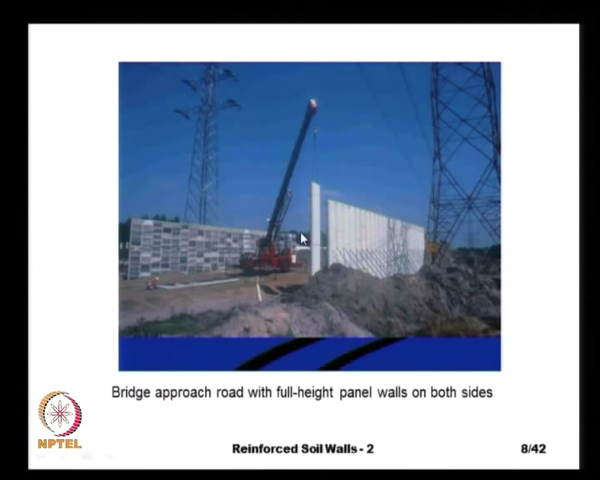 Bridge approach road with full-height panel walls on both sides
NPTEL
Reinforced Soil Walls - 2
8/42